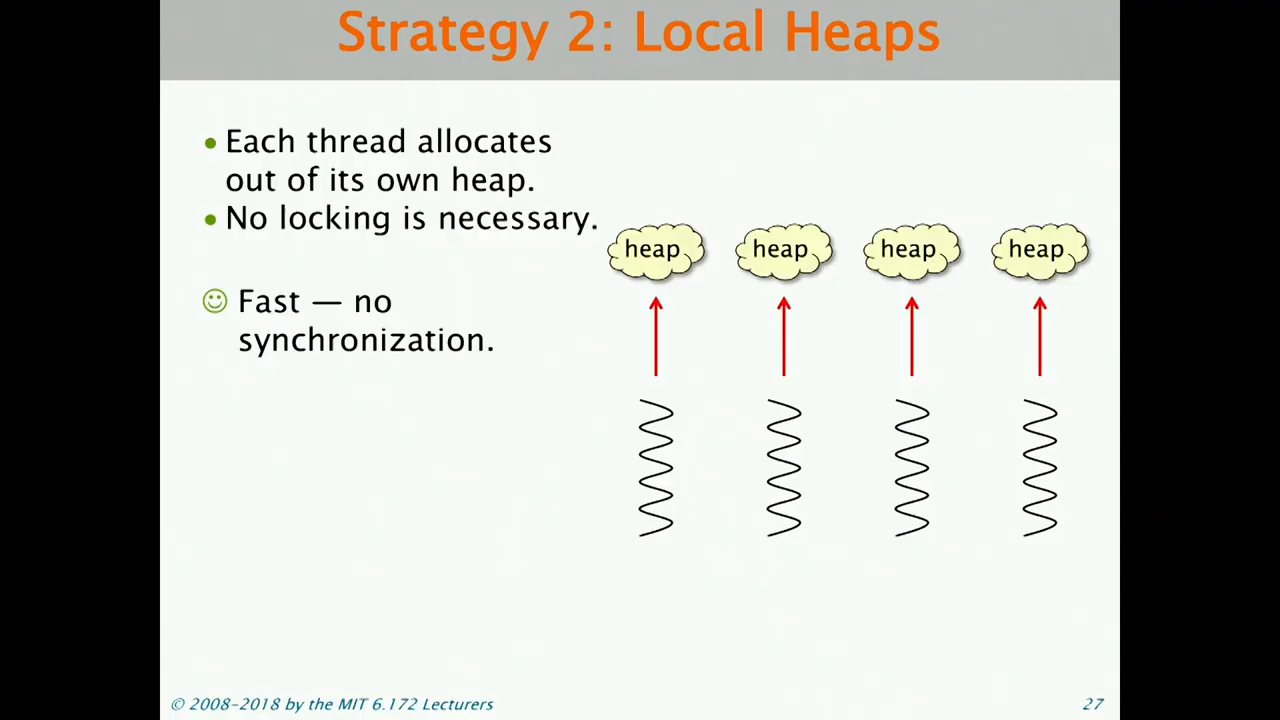 Strategy 2: Local Heaps
• Each thread allocates
out of its own heap.
• No locking is necessary.
heap heap heap heap
Fast — no
synchronization.
© 2008-2018 by the MIT 6.172 Lecturers
27